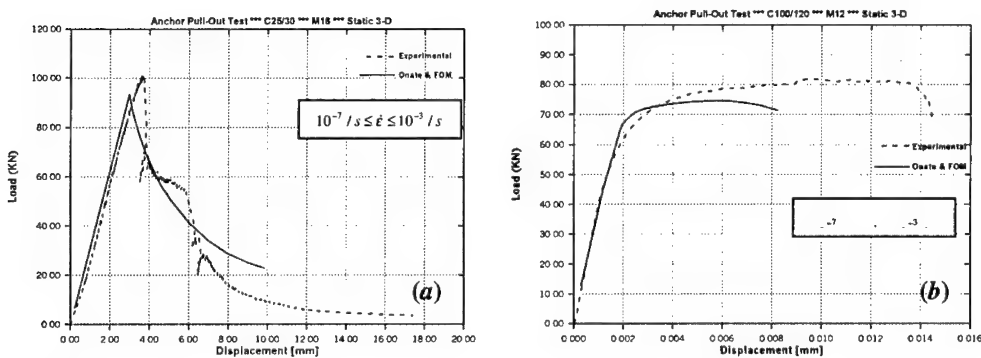 Anchor Pull-Out Test *** C25/30 *** M16 *** Static 3-D
120.00
100.00
80.00
60.00
40.00
20.00
0.00
Load (KN)
Experimental
Onate & FOM
10⁻⁷ / s ≤ ε̇ ≤ 10⁻³ / s
(a)
0.00 2.00 4.00 6.00 8.00 10.00 12.00 14.00 16.00 18.00 20.00
Displacement [mm]
Anchor Pull-Out Test *** C100/120 *** M12 *** Static 3-D
100.00
90.00
80.00
70.00
60.00
50.00
40.00
30.00
20.00
10.00
0.00
Load (KN)
Experimental
Onate & FOM
-7 -3
(b)
0.000 0.002 0.004 0.006 0.008 0.010 0.012 0.014 0.016
Displacement [mm]